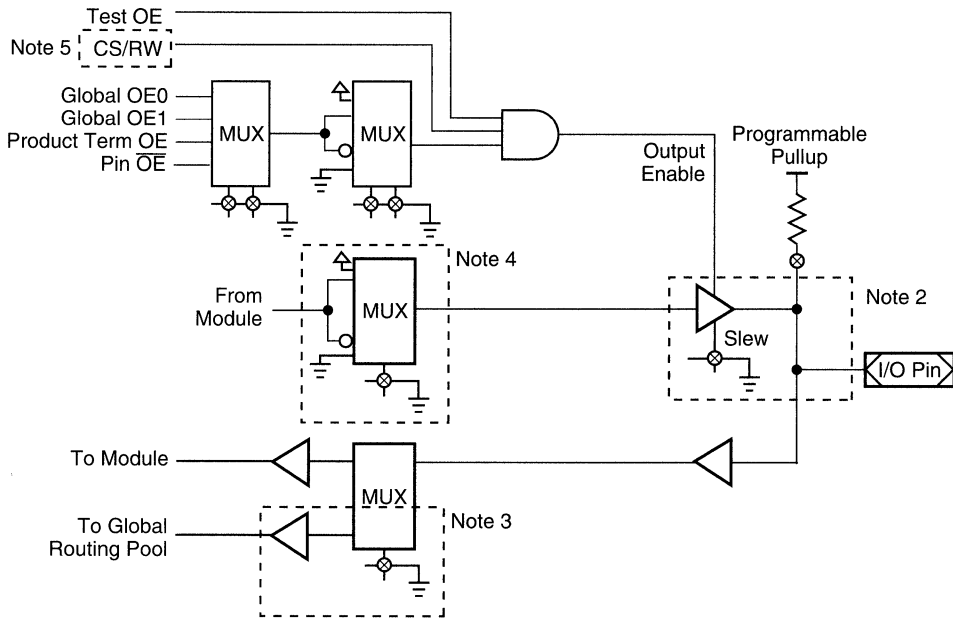 Test OE
Note 5 CS/RW
Global OE0
Global OE1
Product Term OE
Pin OE
MUX
MUX
Output
Enable
Programmable
Pullup
Note 4
From
Module
MUX
Note 2
Slew
I/O Pin
To Module
MUX
To Global
Routing Pool
Note 3